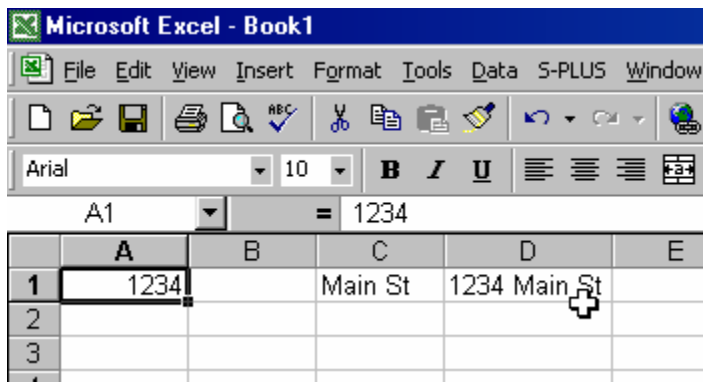 Microsoft Excel - Book1
File Edit View Insert Format Tools Data S-PLUS Window
ABC
Arial 10 B I U a
A1 = 1234
A B C D E
1 1234 Main St 1234 Main St
2
3